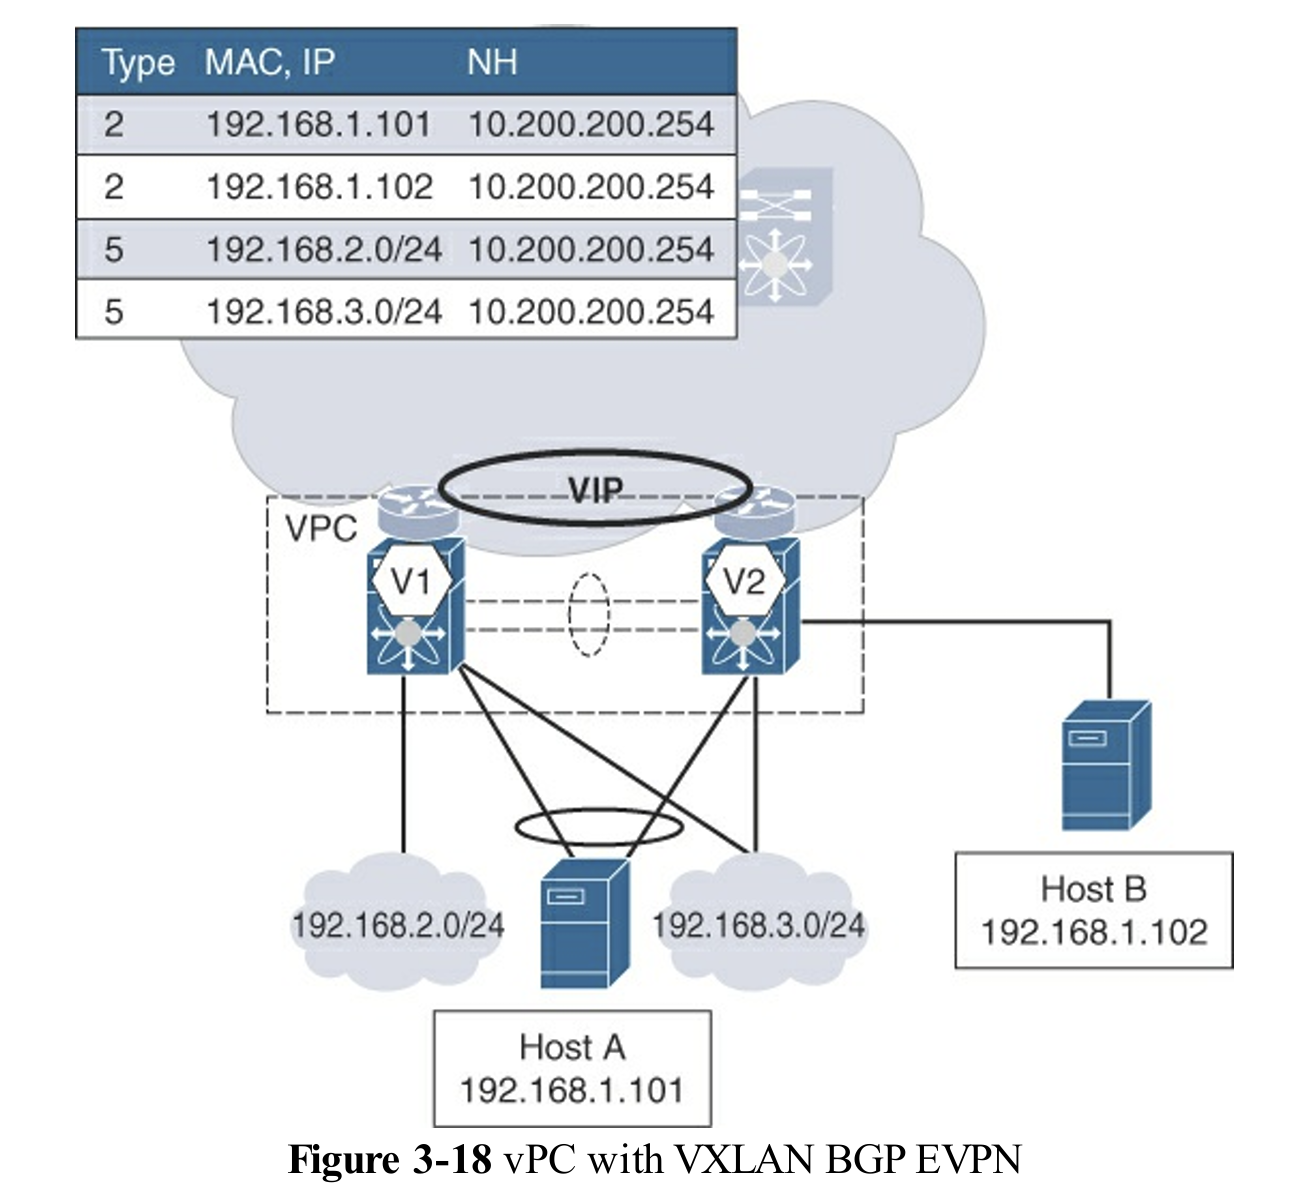 Type MAC, IP NH
2 192.168.1.101 10.200.200.254
2 192.168.1.102 10.200.200.254
5 192.168.2.0/24 10.200.200.254
5 192.168.3.0/24 10.200.200.254
VIP
VPC
V1 V2
192.168.2.0/24 192.168.3.0/24
Host B
192.168.1.102
Host A
192.168.1.101
Figure 3-18 vPC with VXLAN BGP EVPN